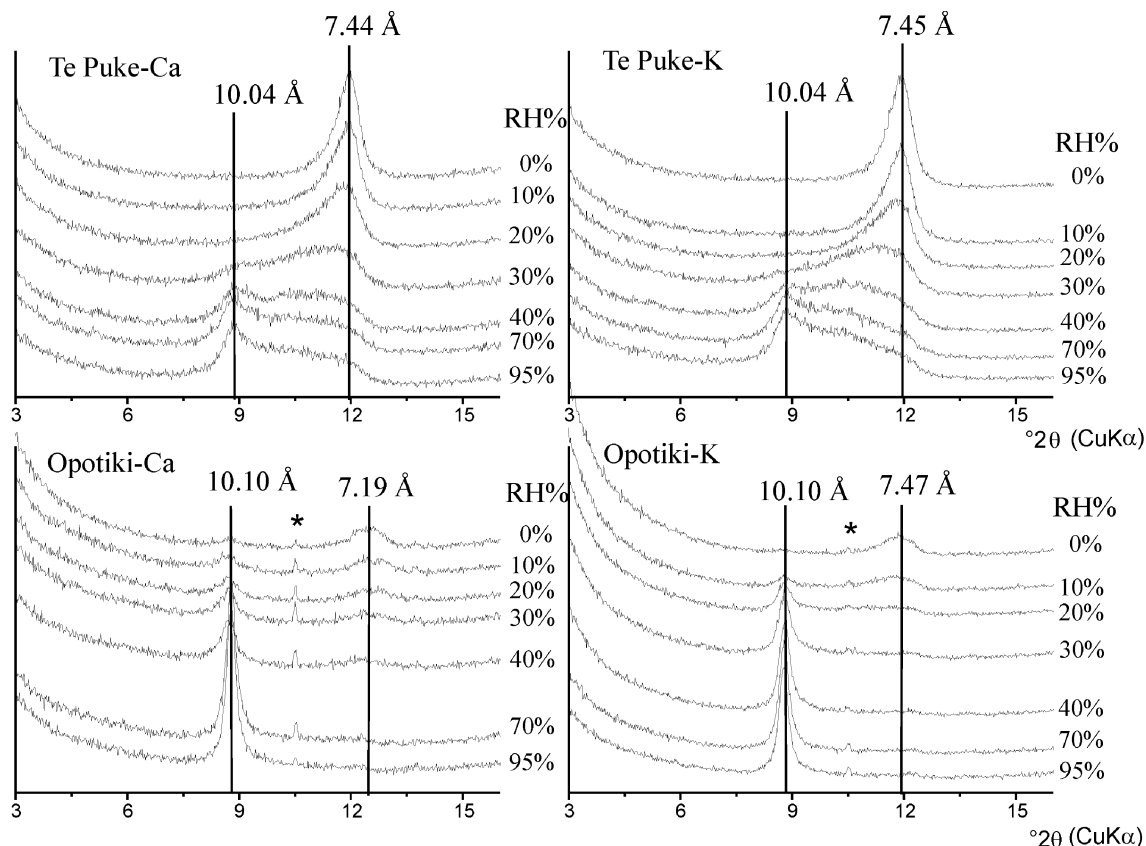 Te Puke-Ca
7.44 Å
10.04 Å
RH%
0%
10%
20%
30%
40%
70%
95%
3 6 9 12 15
Te Puke-K
7.45 Å
10.04 Å
RH%
0%
10%
20%
30%
40%
70%
95%
3 6 9 12 15
°2θ (CuKα)
Opotiki-Ca
10.10 Å 7.19 Å
*
RH%
0%
10%
20%
30%
40%
70%
95%
3 6 9 12 15
Opotiki-K
10.10 Å 7.47 Å
*
RH%
0%
10%
20%
30%
40%
70%
95%
3 6 9 12 15
°2θ (CuKα)